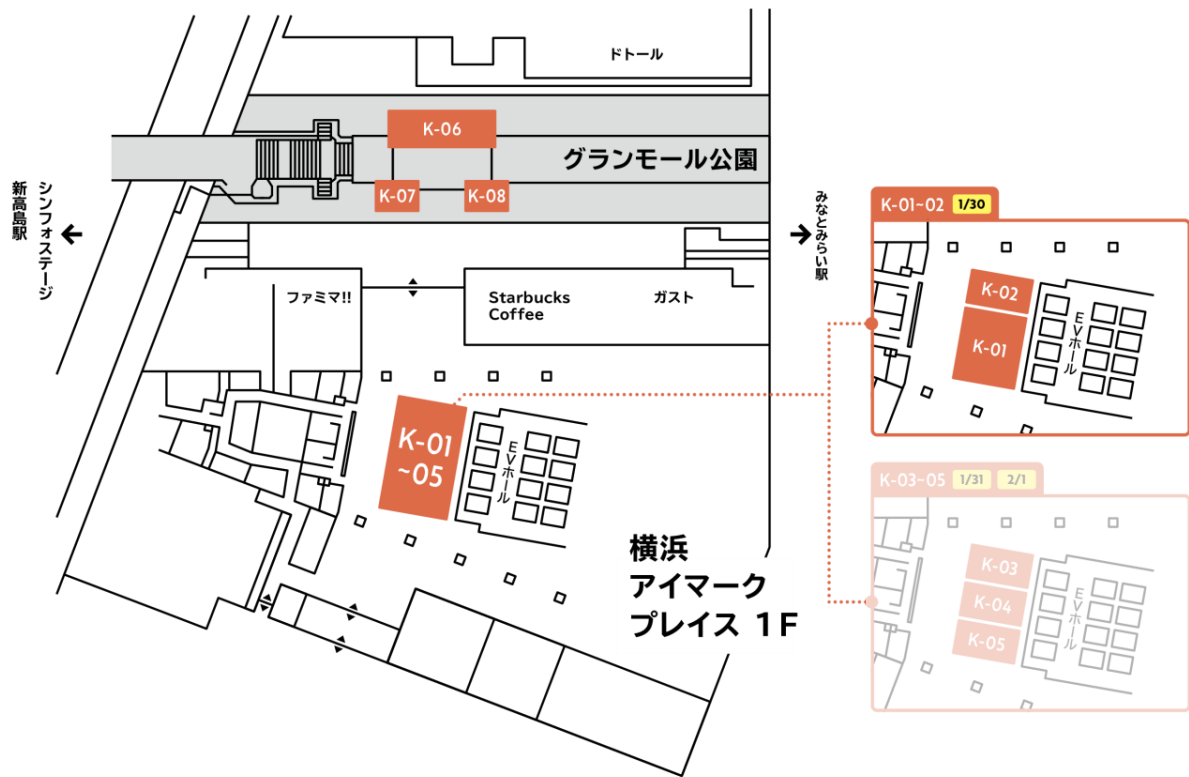 ドトール
K-06
グランモール公園
K-07
K-08
シンフォステージ
新高島駅
みなとみらい駅
ファミマ!!
Starbucks
Coffee
ガスト
K-01
~05
EVホール
横浜
アイマーク
プレイス 1F
K-01~02 1/30
K-02
K-01
EVホール
K-03~05 1/31 2/1
K-03
K-04
K-05
EVホール